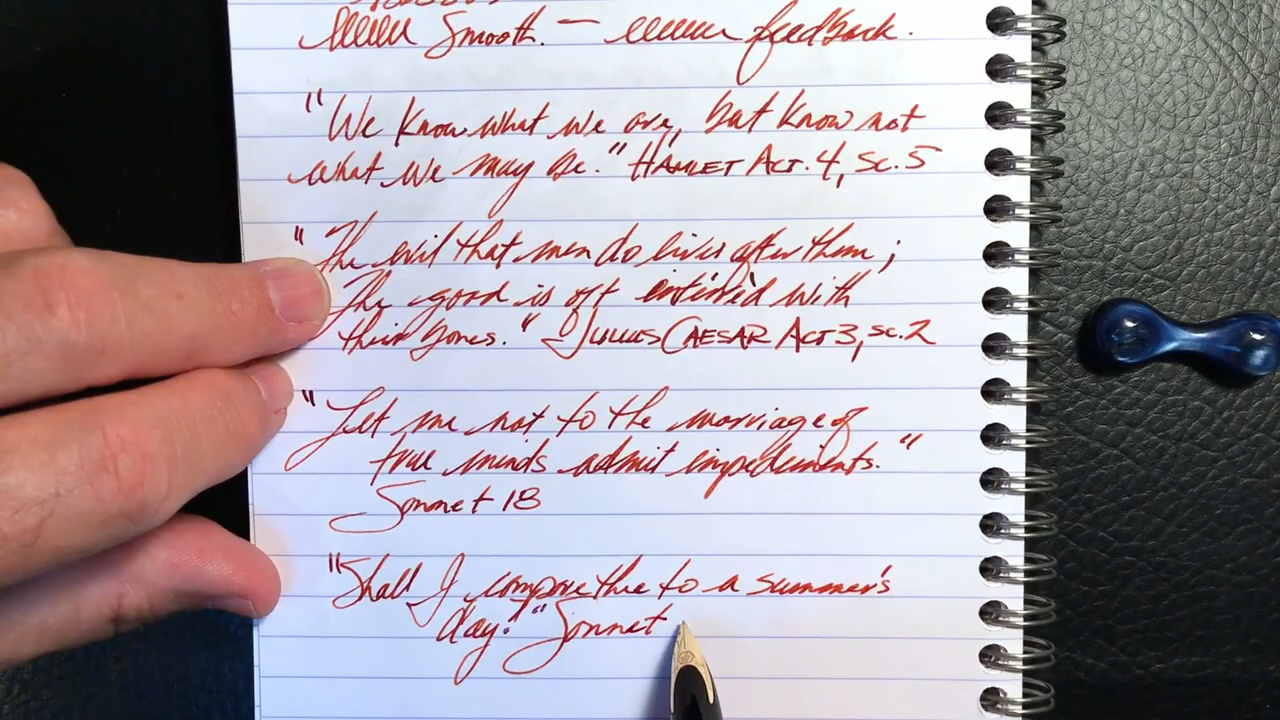 Smooth. — feedback.
"We know what we are, but know not
what we may be." HAMLET ACT. 4, SC. 5
"The evil that men do lives after them;
The good is oft enterr'd with
their bones." JULIUS CAESAR ACT 3, SC. 2
"Let me not to the marriage of
true minds admit impediments."
Sonnet 18
"Shall I compare thee to a summer's
day?" Sonnet